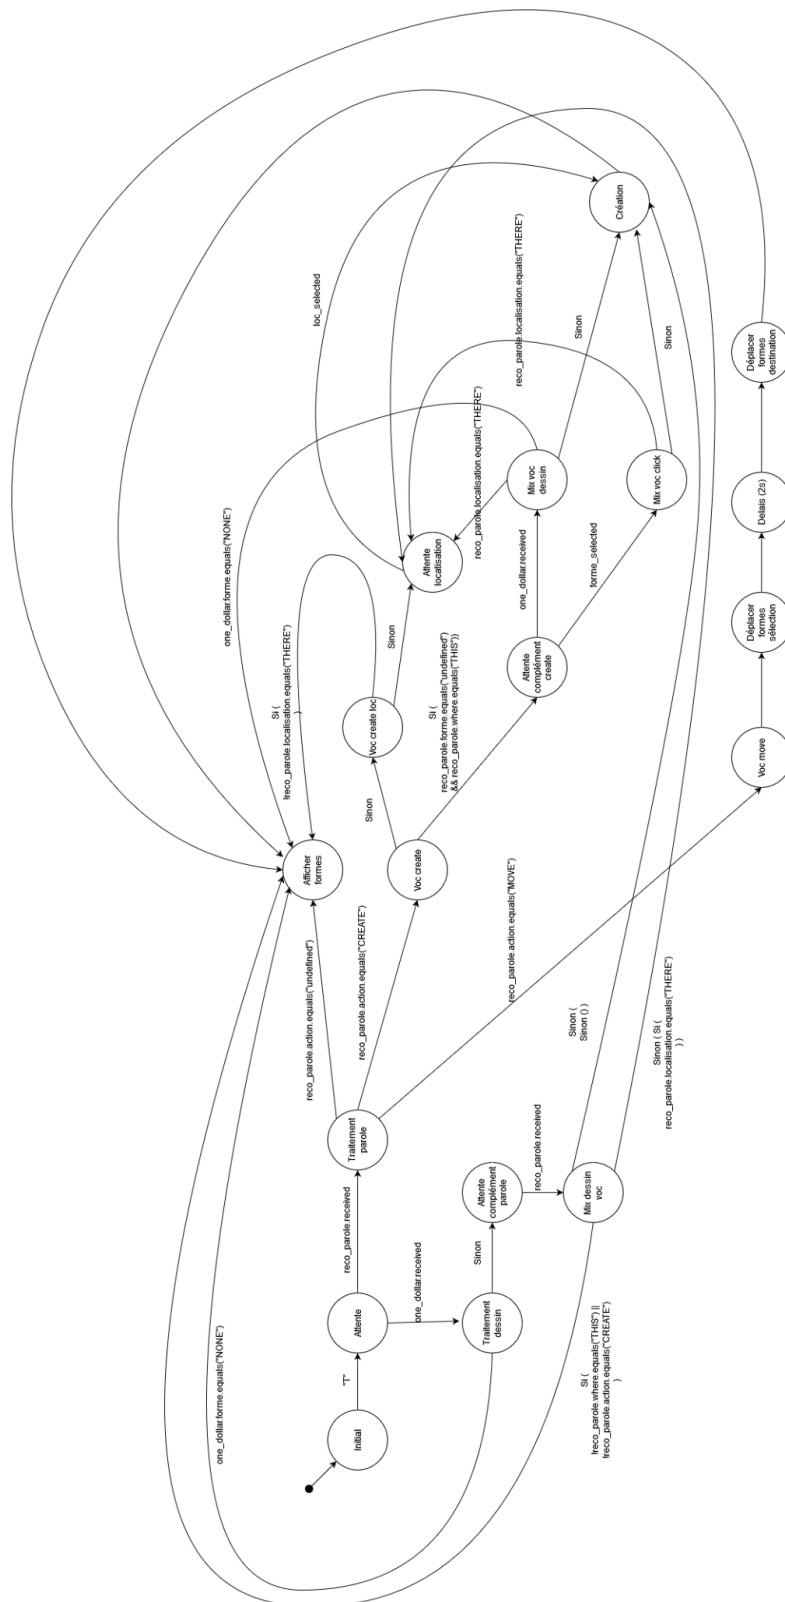 Initial
"T"
Attente
reco_parole.received
one_dollar.received
Traitement
parole
Traitement
dessin
one_dollar.forme.equals("NONE")
Sinon
Attente
complément
parole
reco_parole.received
Mix dessin
voc
Si (
!reco_parole.where.equals("THIS") ||
!reco_parole.action.equals("CREATE")
)
Sinon (
Sinon () )
Sinon ( Si (
reco_parole.localisation.equals("THERE")
) )
reco_parole.action.equals("undefined")
reco_parole.action.equals("CREATE")
reco_parole.action.equals("MOVE")
Afficher
formes
Voc create
Sinon
Si (
reco_parole.forme.equals("undefined")
&& reco_parole.where.equals("THIS"))
Voc create loc
Si (
!reco_parole.localisation.equals("THERE")
)
Sinon
Attente
complément
create
one_dollar.received
forme_selected
Attente
localisation
Mix voc
dessin
Mix voc click
one_dollar.forme.equals("NONE")
reco_parole.localisation.equals("THERE")
reco_parole.localisation.equals("THERE")
Sinon
Sinon
loc_selected
Création
Voc move
Déplacer
formes
sélection
Delais (2s)
Déplacer
formes
destination